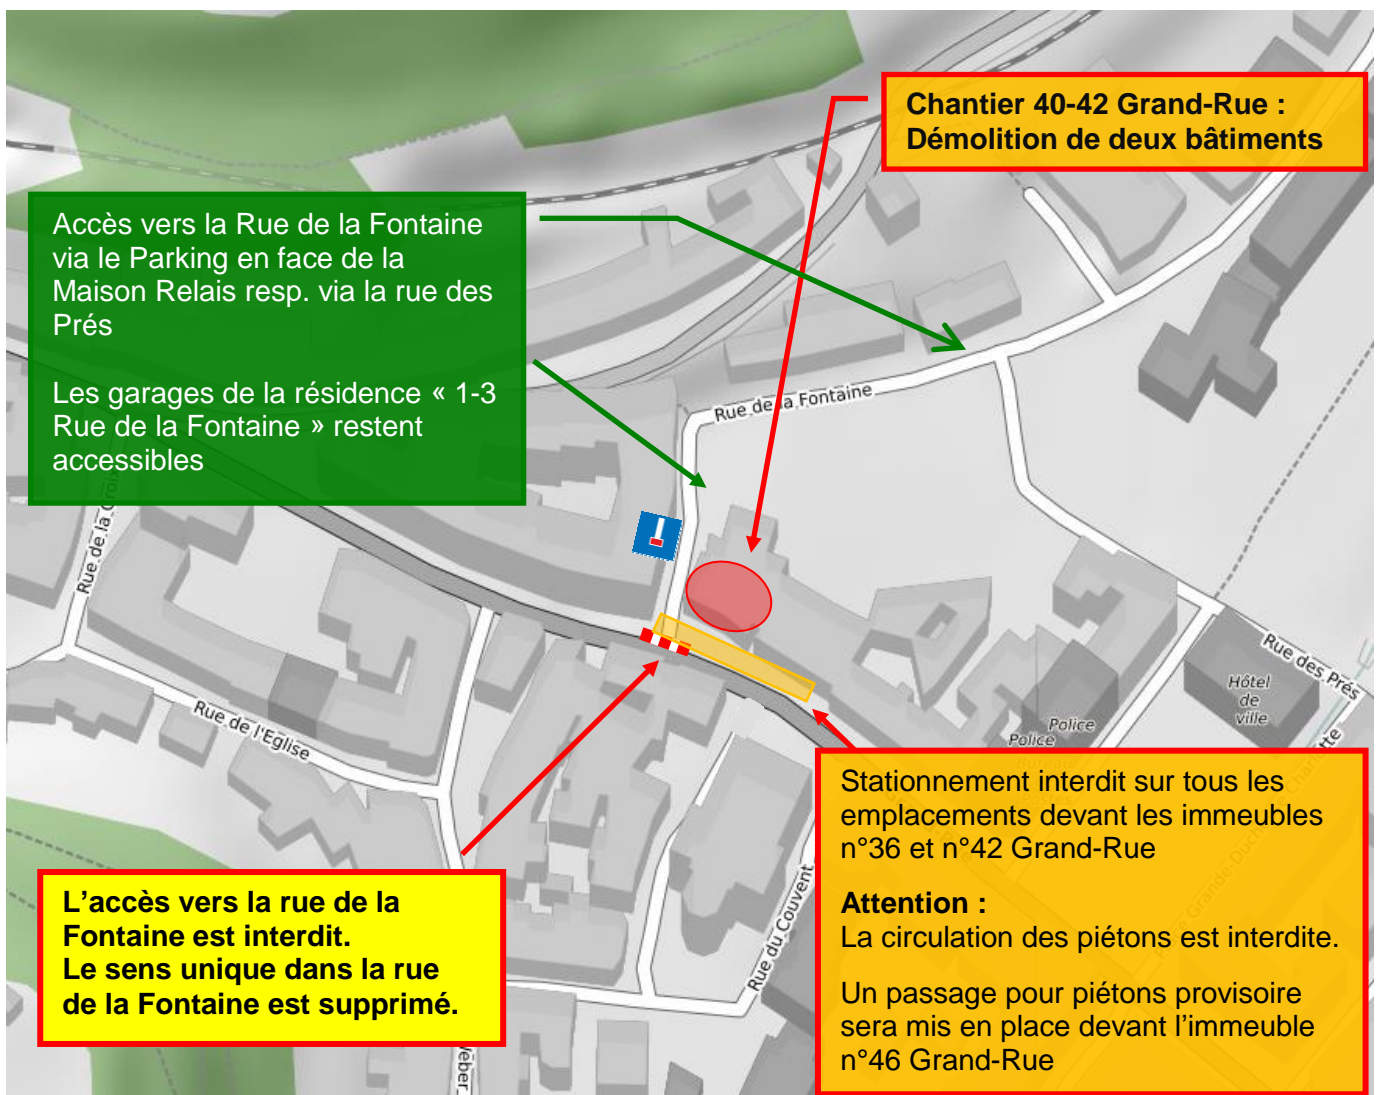 Chantier 40-42 Grand-Rue :
Démolition de deux bâtiments
Accès vers la Rue de la Fontaine
via le Parking en face de la
Maison Relais resp. via la rue des
Prés
Les garages de la résidence « 1-3
Rue de la Fontaine » restent
accessibles
Rue de la Fontaine
Rue de la Croix
Rue de l'Eglise
Rue des Prés
Hôtel
de
ville
Police
Police
Stationnement interdit sur tous les
emplacements devant les immeubles
n°36 et n°42 Grand-Rue
Attention :
La circulation des piétons est interdite.
Un passage pour piétons provisoire
sera mis en place devant l’immeuble
n°46 Grand-Rue
L’accès vers la rue de la
Fontaine est interdit.
Le sens unique dans la rue
de la Fontaine est supprimé.
Rue du Couvent
Weber